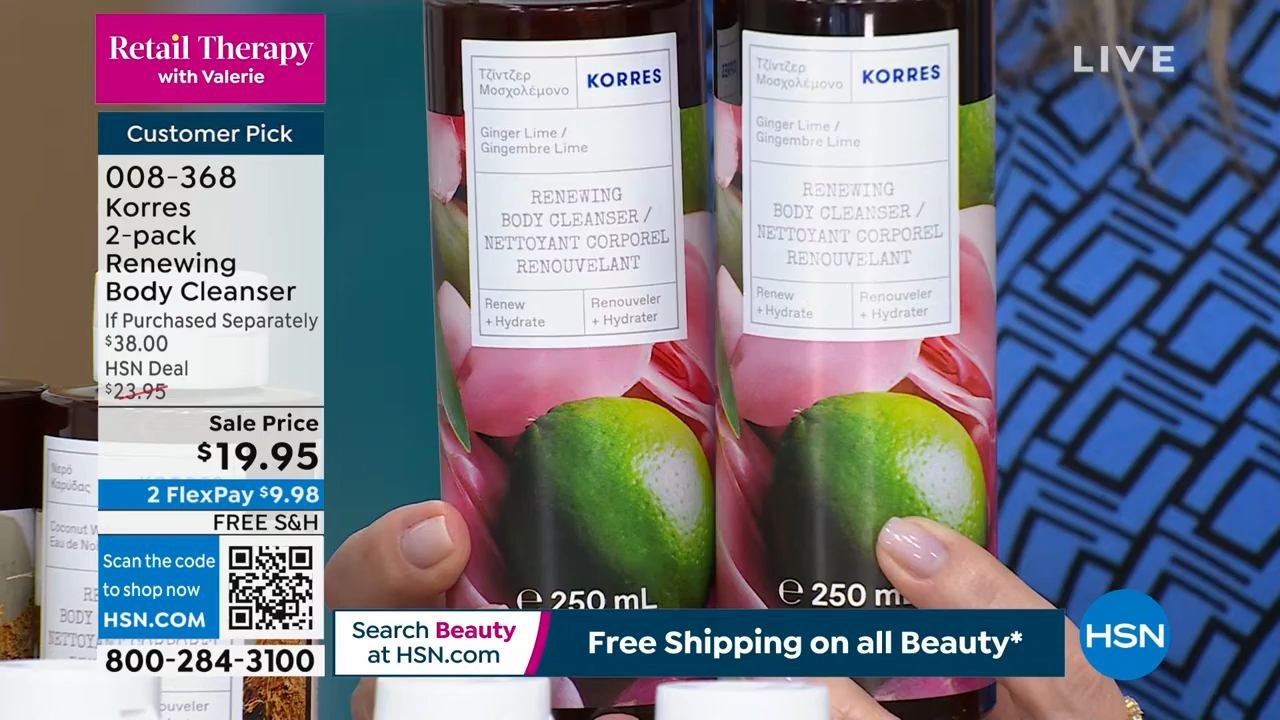 Retail Therapy
with Valerie
Customer Pick
008-368
Korres
2-pack
Renewing
Body Cleanser
If Purchased Separately
$38.00
HSN Deal
$23.95
Sale Price
$19.95
2 FlexPay $9.98
FREE S&H
Scan the code
to shop now
HSN.COM
800-284-3100
LIVE
Τζίντζερ
Μοσχολέμονο
KORRES
Ginger Lime /
Gingembre Lime
RENEWING
BODY CLEANSER /
NETTOYANT CORPOREL
RENOUVELANT
Renew
+ Hydrate
Renouveler
+ Hydrater
℮ 250 mL
Τζίντζερ
Μοσχολέμονο
KORRES
Ginger Lime /
Gingembre Lime
RENEWING
BODY CLEANSER /
NETTOYANT CORPOREL
RENOUVELANT
Renew
+ Hydrate
Renouveler
+ Hydrater
℮ 250 m
Νερό
Καρύδας
Coconut W
Eau de Noi
BODY
Search Beauty
at HSN.com
Free Shipping on all Beauty*
HSN